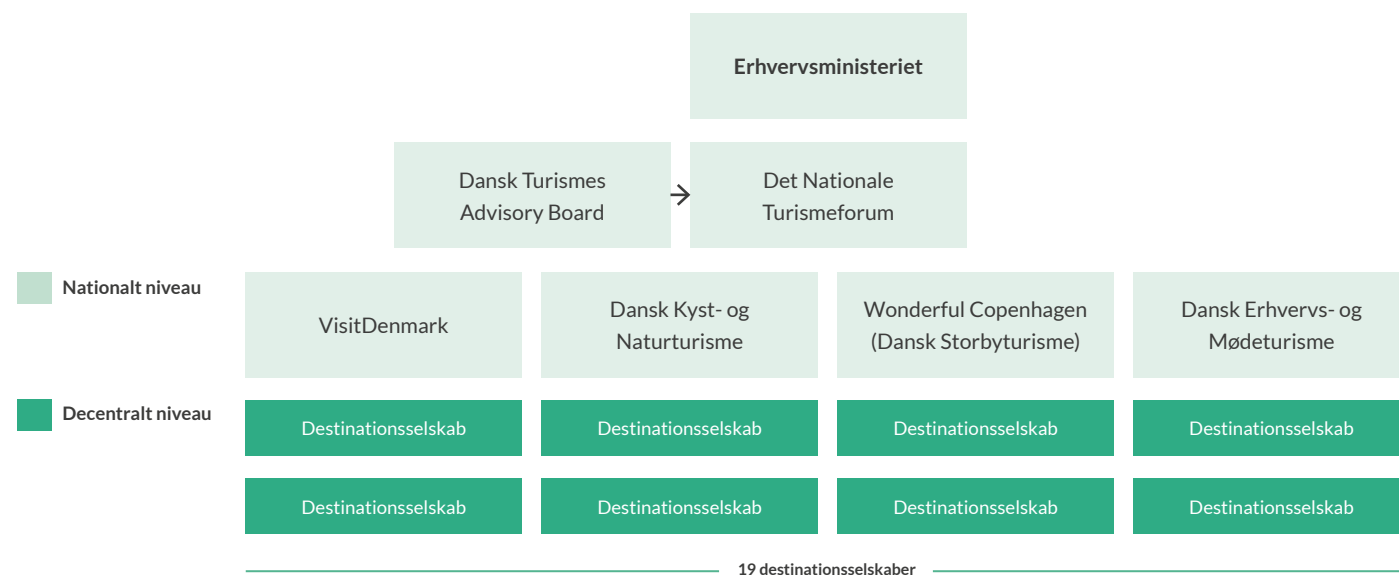 Erhvervsministeriet
Dansk Turismes
Advisory Board
Det Nationale
Turismeforum
Nationalt niveau
VisitDenmark
Dansk Kyst- og
Naturturisme
Wonderful Copenhagen
(Dansk Storbyturisme)
Dansk Erhvervs- og
Mødeturisme
Decentralt niveau
Destinationsselskab
Destinationsselskab
Destinationsselskab
Destinationsselskab
Destinationsselskab
Destinationsselskab
Destinationsselskab
Destinationsselskab
19 destinationsselskaber